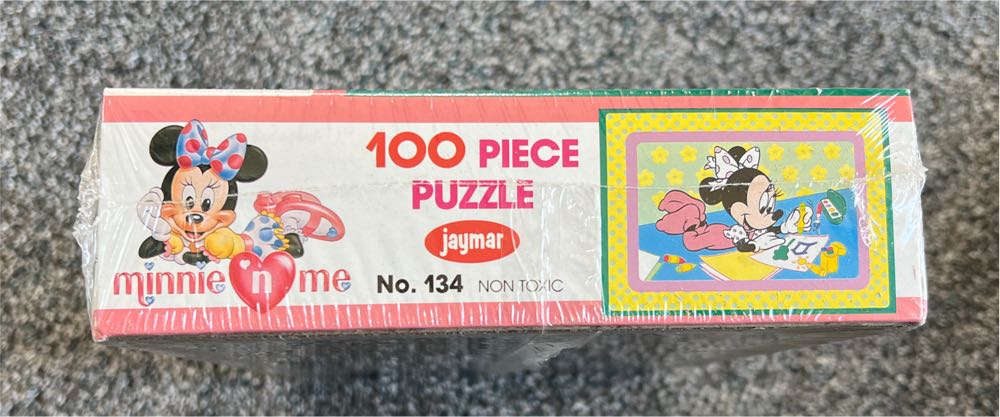 minnie 'n me
100 PIECE
PUZZLE
jaymar
No. 134 NON TOXIC